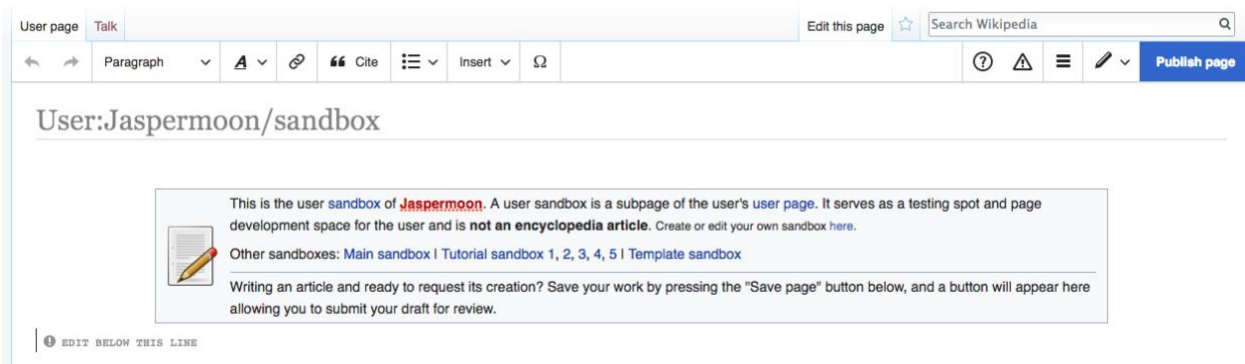 User page Talk Edit this page Search Wikipedia
Paragraph A Cite Insert Ω Publish page
User:Jaspermoon/sandbox
This is the user sandbox of Jaspermoon. A user sandbox is a subpage of the user's user page. It serves as a testing spot and page
development space for the user and is not an encyclopedia article. Create or edit your own sandbox here.
Other sandboxes: Main sandbox | Tutorial sandbox 1, 2, 3, 4, 5 | Template sandbox
Writing an article and ready to request its creation? Save your work by pressing the "Save page" button below, and a button will appear here
allowing you to submit your draft for review.
EDIT BELOW THIS LINE